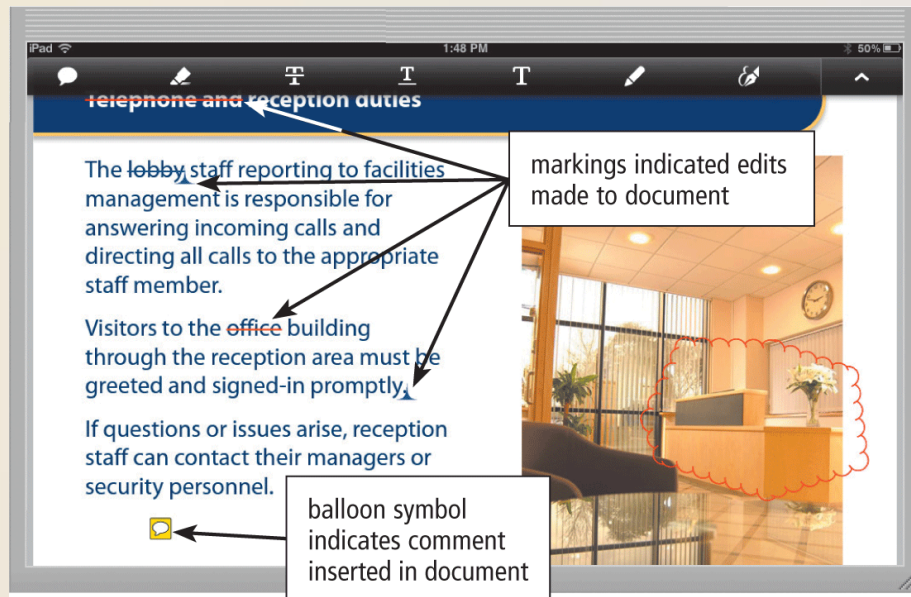 iPad 1:48 PM 50%
T T T
Telephone and reception duties
The lobby staff reporting to facilities
management is responsible for
answering incoming calls and
directing all calls to the appropriate
staff member.
Visitors to the office building
through the reception area must be
greeted and signed-in promptly.
If questions or issues arise, reception
staff can contact their managers or
security personnel.
markings indicated edits
made to document
balloon symbol
indicates comment
inserted in document